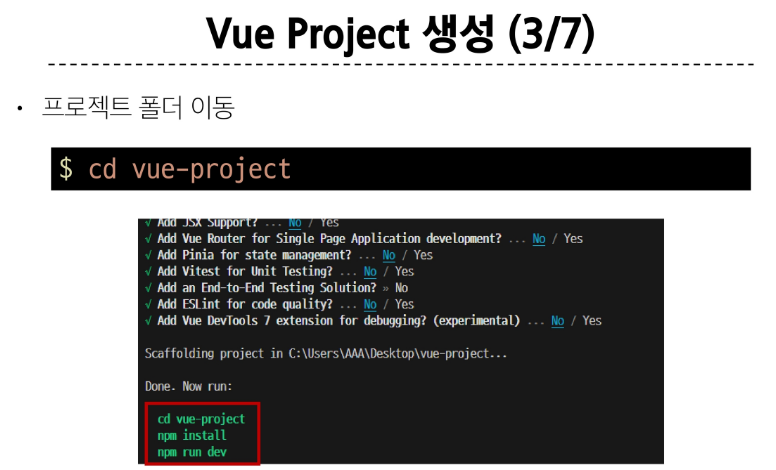 Vue Project 생성 (3/7)
• 프로젝트 폴더 이동
$ cd vue-project
√ Add JSX Support? ... No / Yes
√ Add Vue Router for Single Page Application development? ... No / Yes
√ Add Pinia for state management? ... No / Yes
√ Add Vitest for Unit Testing? ... No / Yes
√ Add an End-to-End Testing Solution? » No
√ Add ESLint for code quality? ... No / Yes
√ Add Vue DevTools 7 extension for debugging? (experimental) ... No / Yes
Scaffolding project in C:\Users\AAA\Desktop\vue-project...
Done. Now run:
cd vue-project
npm install
npm run dev